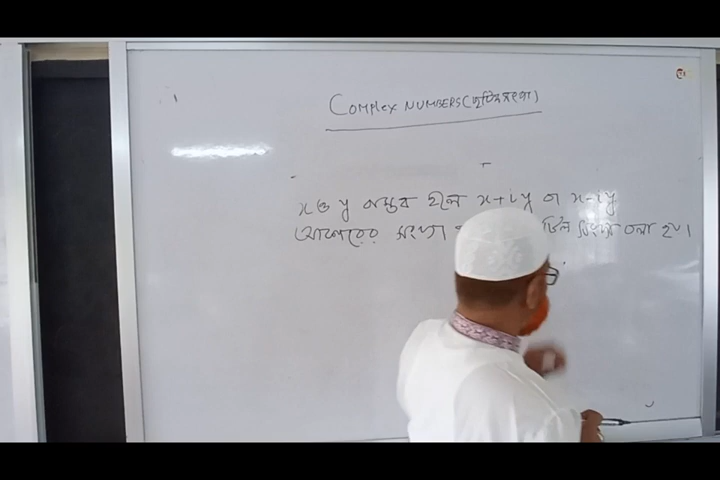 COMPLEX NUMBERS (জটিল সংখ্যা)
x ও y বাস্তব হলে x+iy বা x-iy
আকারের সংখ্যা জটিল সংখ্যা বলা হয়।